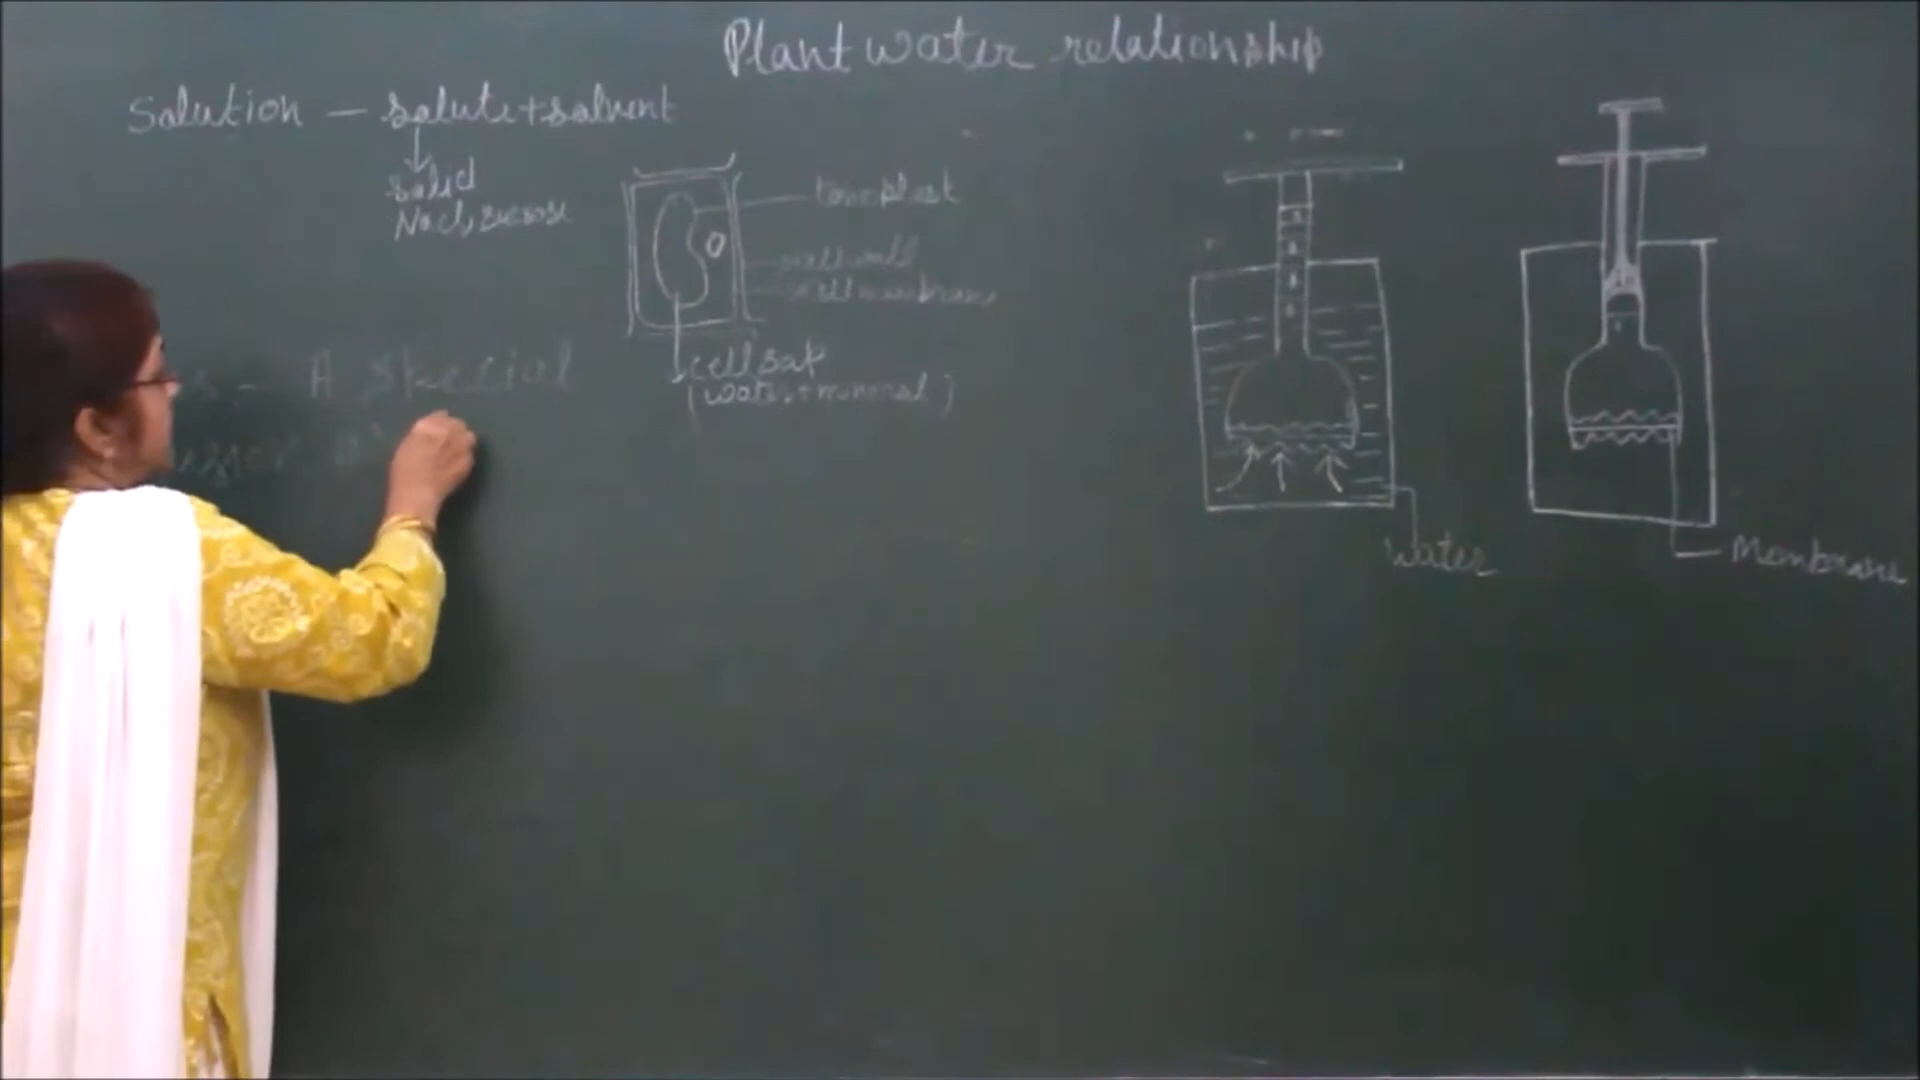 Plant water relationship
Solution — solute + solvent
↓
solid
Nacl, sucrose
tonoplast
cell wall
cell membrane
cell sap
(water + mineral)
A special
Water
Membrane